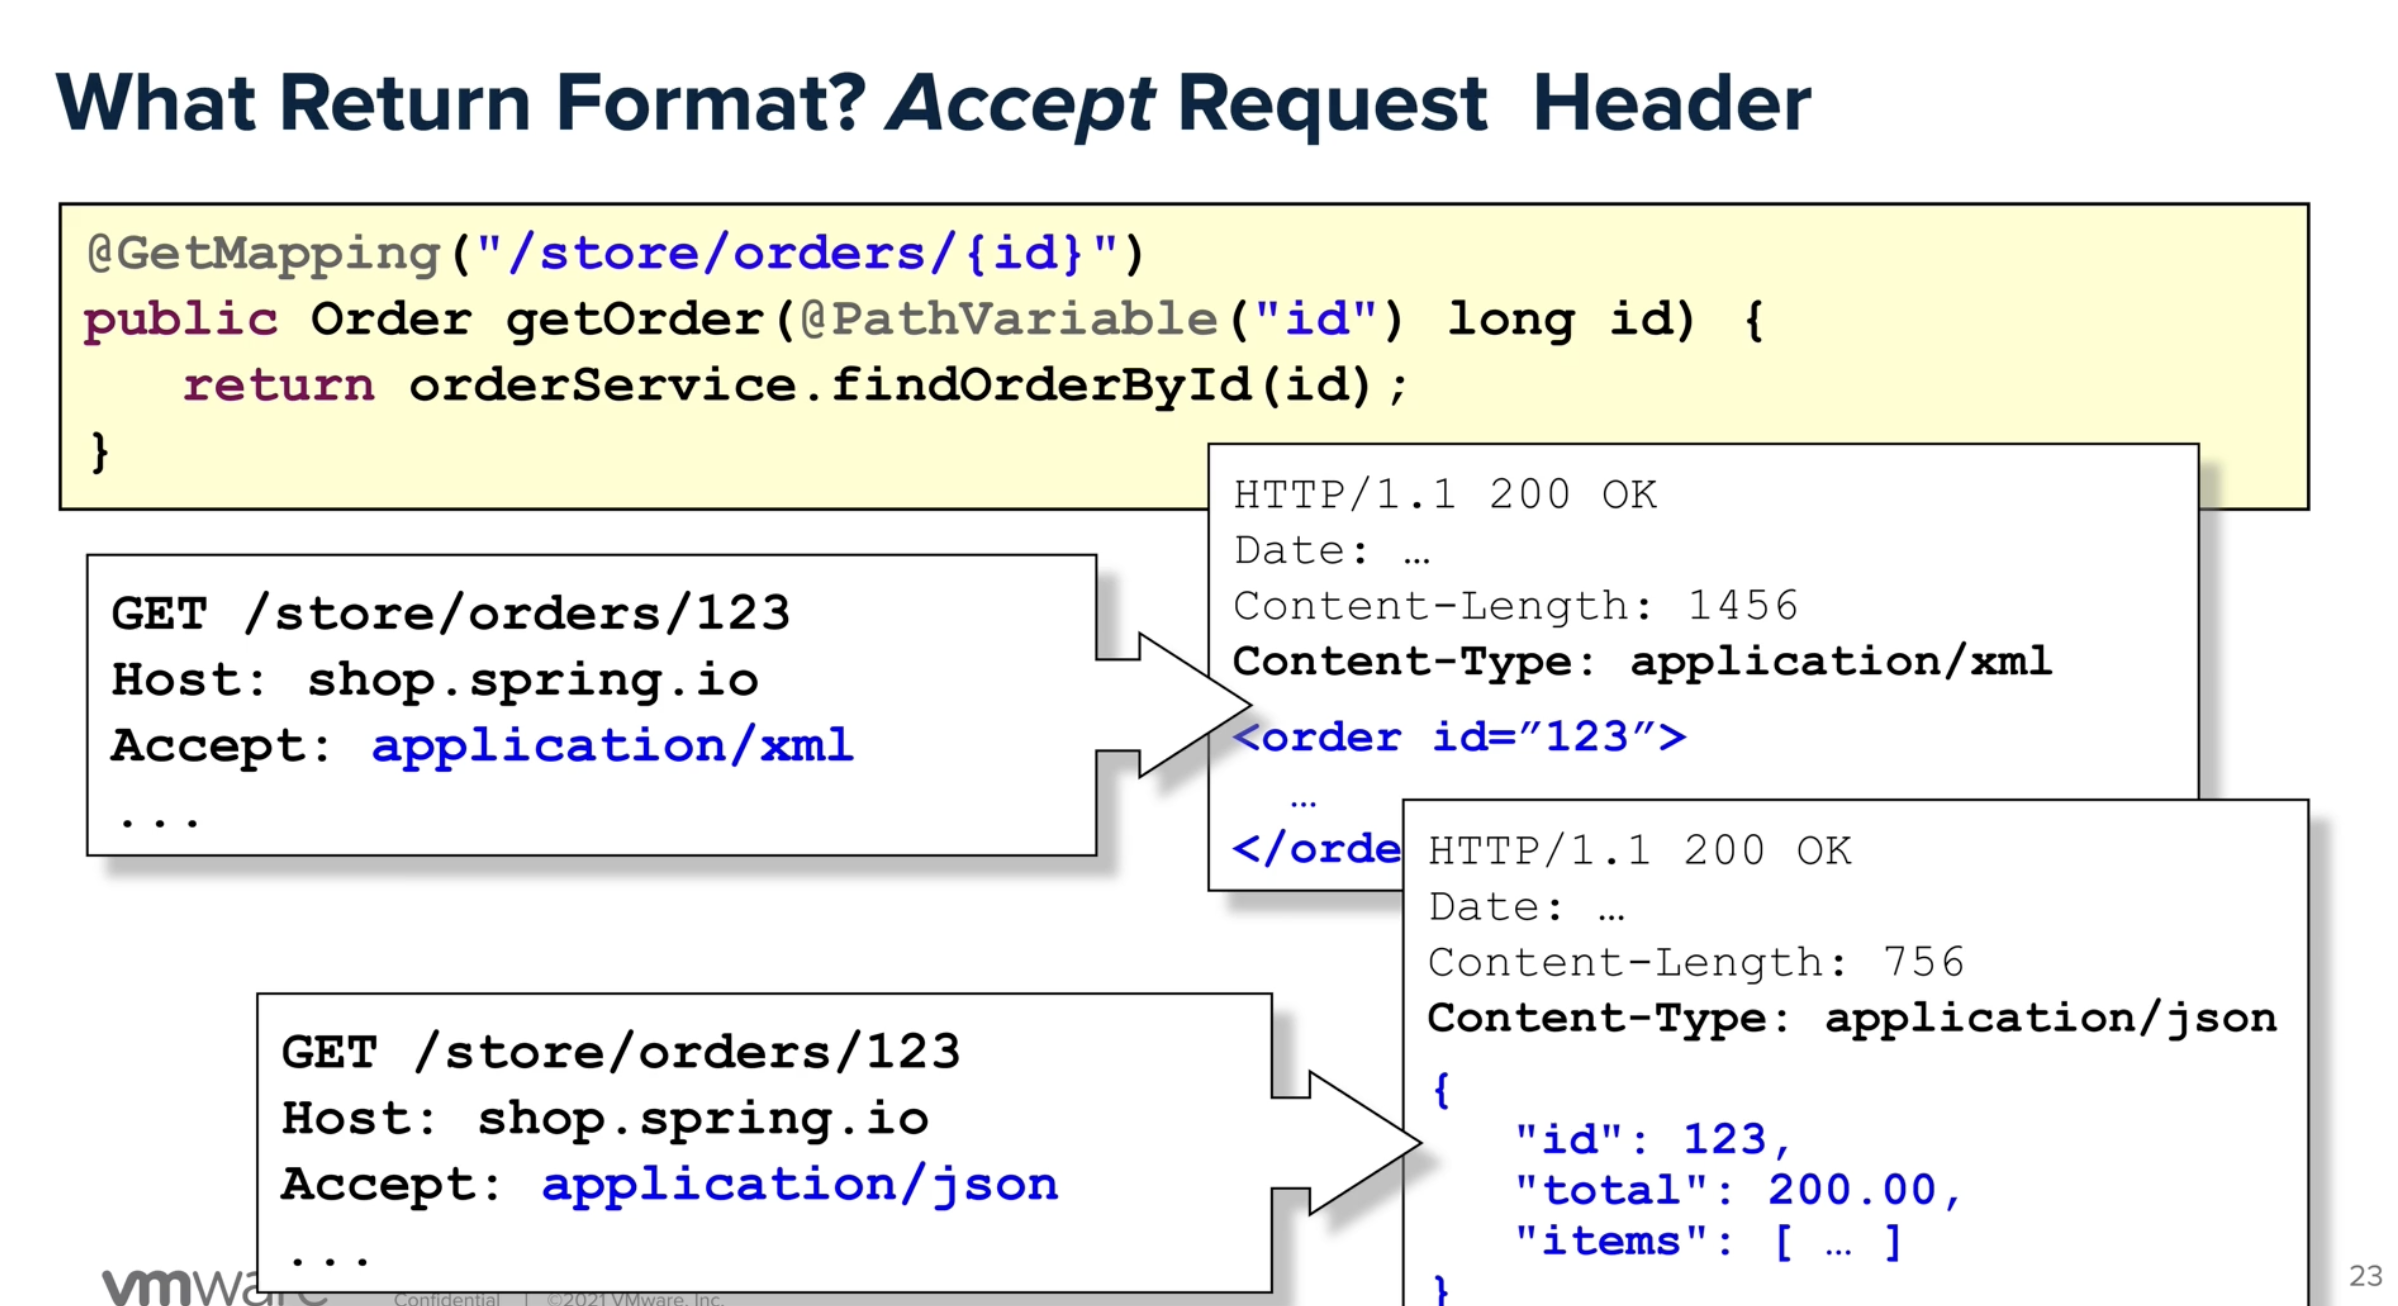 What Return Format? Accept Request Header
@GetMapping("/store/orders/{id}")
public Order getOrder(@PathVariable("id") long id) {
return orderService.findOrderById(id);
}
GET /store/orders/123
Host: shop.spring.io
Accept: application/xml
...
HTTP/1.1 200 OK
Date: …
Content-Length: 1456
Content-Type: application/xml
<order id=″123″>
…
</orde
GET /store/orders/123
Host: shop.spring.io
Accept: application/json
...
HTTP/1.1 200 OK
Date: …
Content-Length: 756
Content-Type: application/json
{
"id": 123,
"total": 200.00,
"items": [ … ]
}
vmware
Confidential | ©2021 VMware, Inc.
23